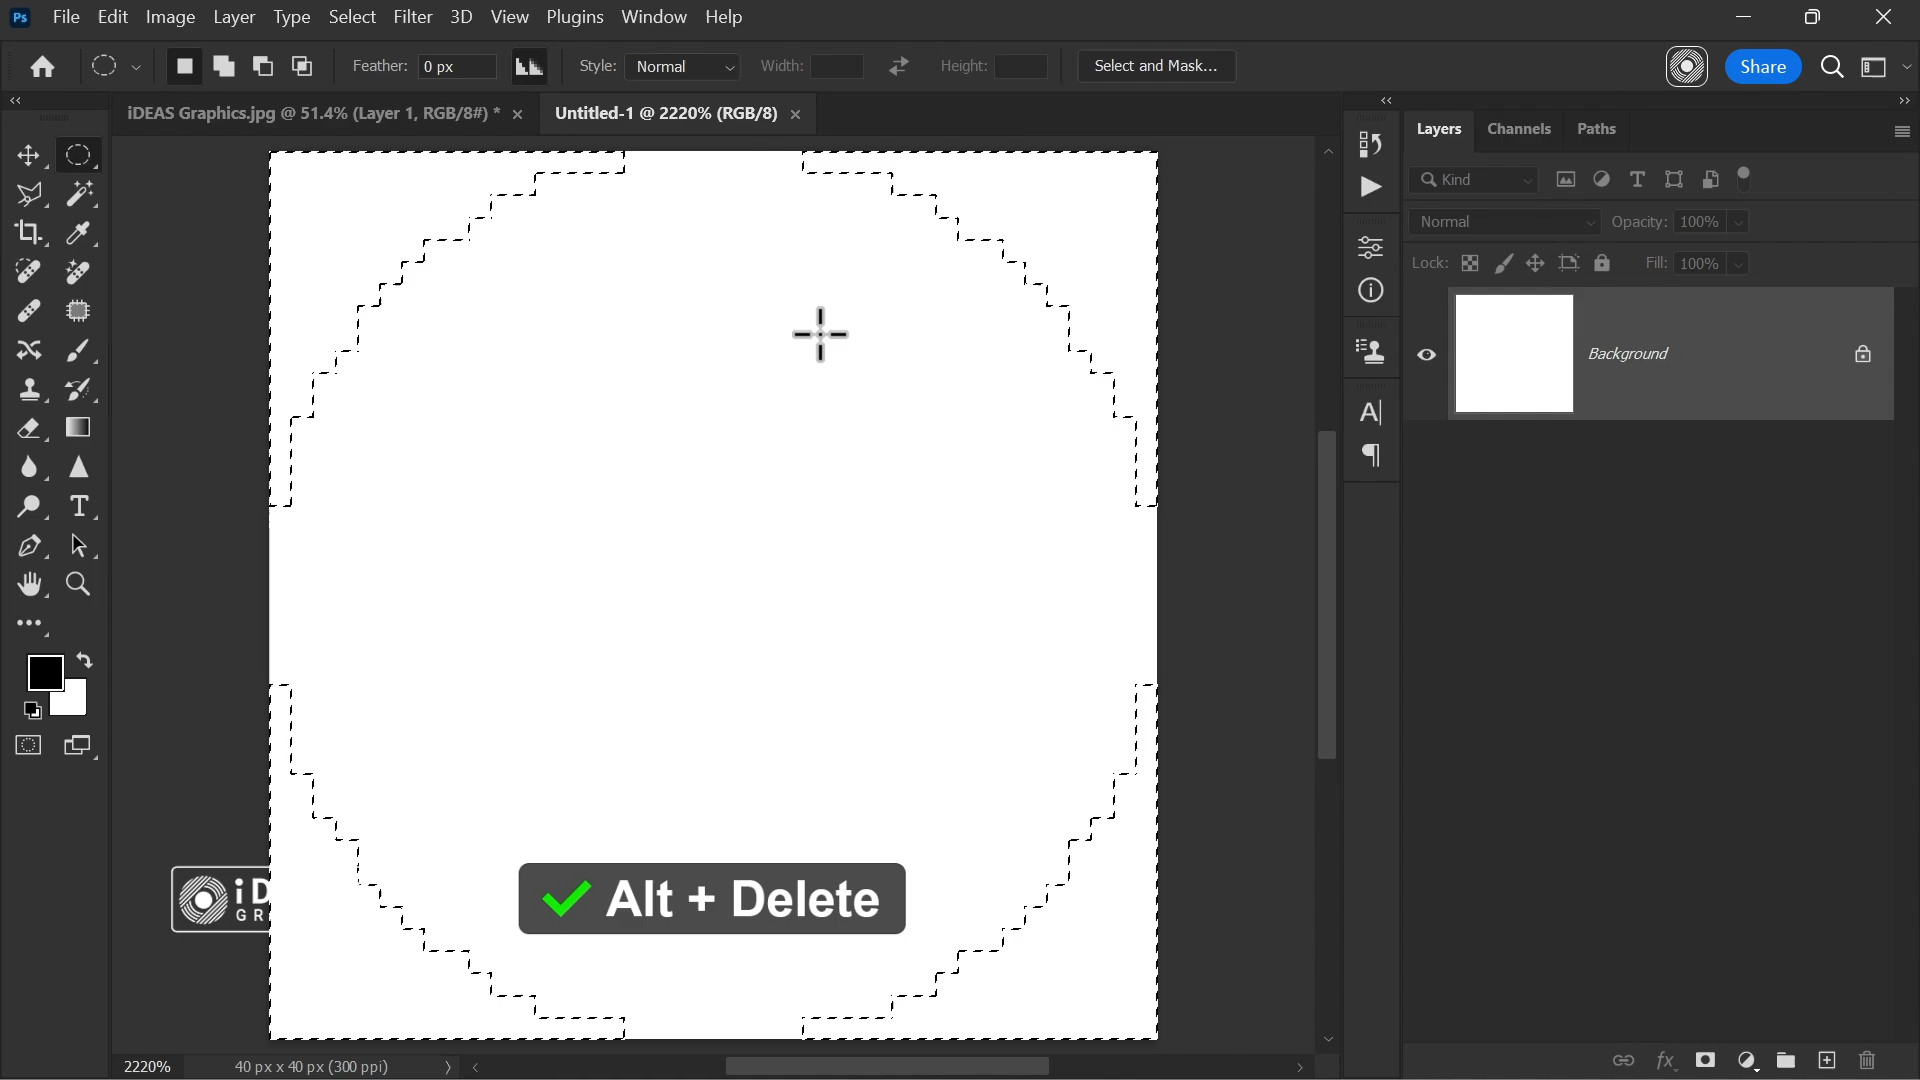 Ps File Edit Image Layer Type Select Filter 3D View Plugins Window Help
Feather: 0 px Style: Normal Width: Height: Select and Mask... Share
iDEAS Graphics.jpg @ 51.4% (Layer 1, RGB/8#) * Untitled-1 @ 2220% (RGB/8)
Layers Channels Paths
Kind
Normal Opacity: 100%
Lock: Fill: 100%
Background
iD
GR
Alt + Delete
2220% 40 px x 40 px (300 ppi)